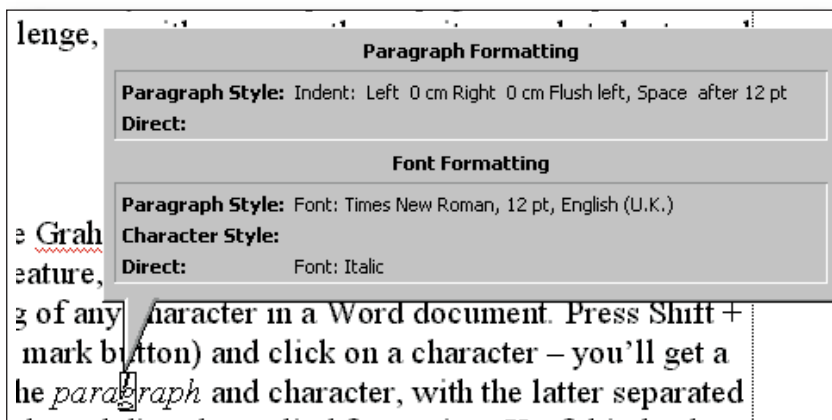 lenge,
Paragraph Formatting
Paragraph Style: Indent: Left 0 cm Right 0 cm Flush left, Space after 12 pt
Direct:
Font Formatting
Paragraph Style: Font: Times New Roman, 12 pt, English (U.K.)
Character Style:
Direct: Font: Italic
e Grah
eature,
g of any character in a Word document. Press Shift +
mark button) and click on a character – you'll get a
he paragraph and character, with the latter separated